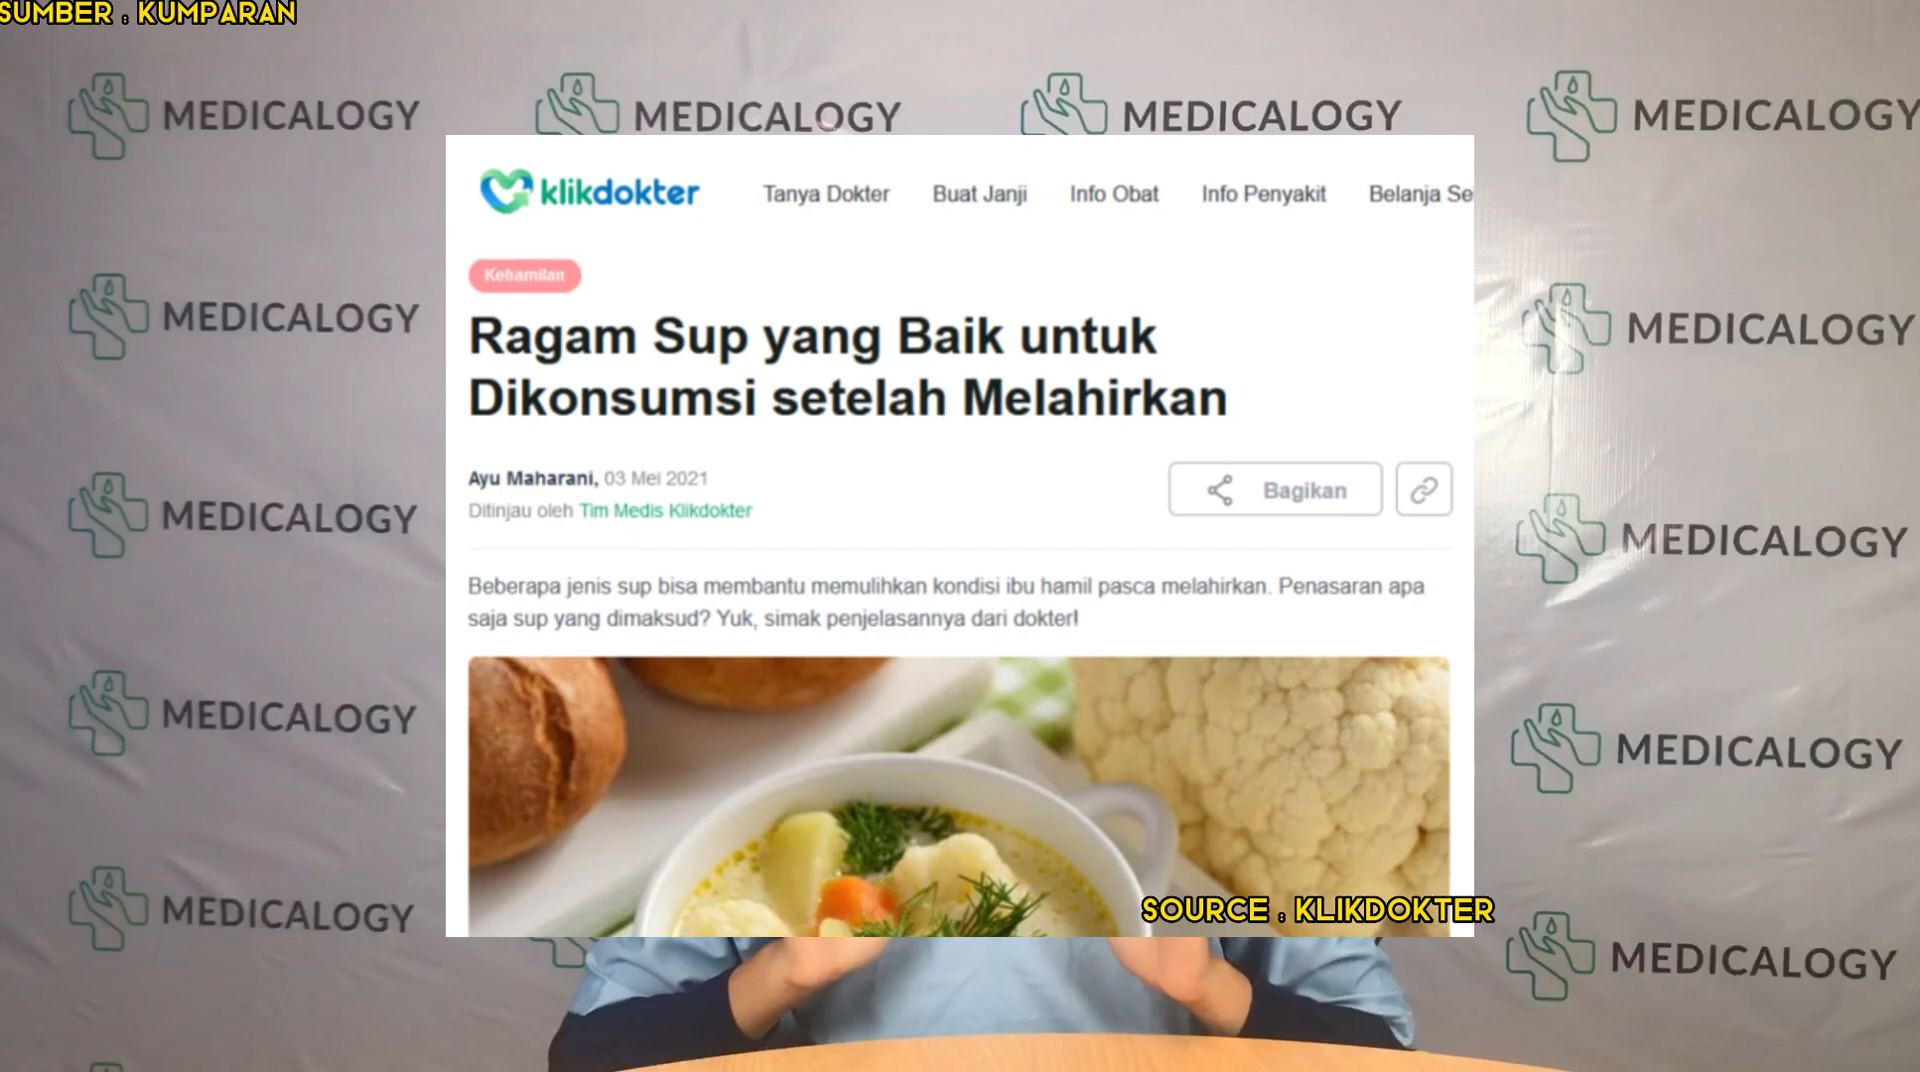 SUMBER : KUMPARAN
MEDICALOGY MEDICALOGY MEDICALOGY MEDICALOGY
klikdokter Tanya Dokter Buat Janji Info Obat Info Penyakit Belanja Se
Kehamilan
MEDICALOGY MEDICALOGY
Ragam Sup yang Baik untuk
Dikonsumsi setelah Melahirkan
Ayu Maharani, 03 Mei 2021
Ditinjau oleh Tim Medis Klikdokter
Bagikan
MEDICALOGY MEDICALOGY
Beberapa jenis sup bisa membantu memulihkan kondisi ibu hamil pasca melahirkan. Penasaran apa
saja sup yang dimaksud? Yuk, simak penjelasannya dari dokter!
MEDICALOGY MEDICALOGY
MEDICALOGY MEDICALOGY
SOURCE : KLIKDOKTER